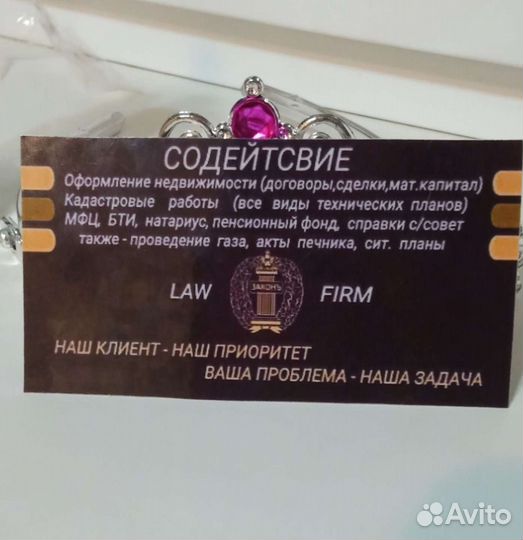 СОДЕЙТСВИЕ
Оформление недвижимости (договоры,сделки,мат.капитал)
Кадастровые работы (все виды технических планов)
МФЦ, БТИ, натариус, пенсионный фонд, справки с/совет
также - проведение газа, акты печника, сит. планы
LAW ЗАКОНЪ FIRM
НАШ КЛИЕНТ - НАШ ПРИОРИТЕТ
ВАША ПРОБЛЕМА - НАША ЗАДАЧА
Avito